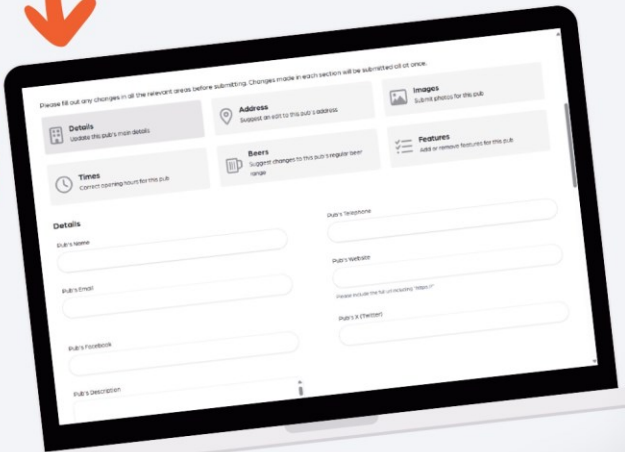 Please fill out any changes in all the relevant areas before submitting. Changes made in each section will be submitted all at once.
Details
Update this pub's main details
Address
Suggest an edit to this pub's address
Images
Submit photos for this pub
Times
Correct opening hours for this pub
Beers
Suggest changes to this pub's regular beer
range
Features
Add or remove features for this pub
Details
Pub's Name
Pub's Telephone
Pub's Email
Pub's Website
Please include the full url including "https://"
Pub's Facebook
Pub's X (Twitter)
Pub's Description